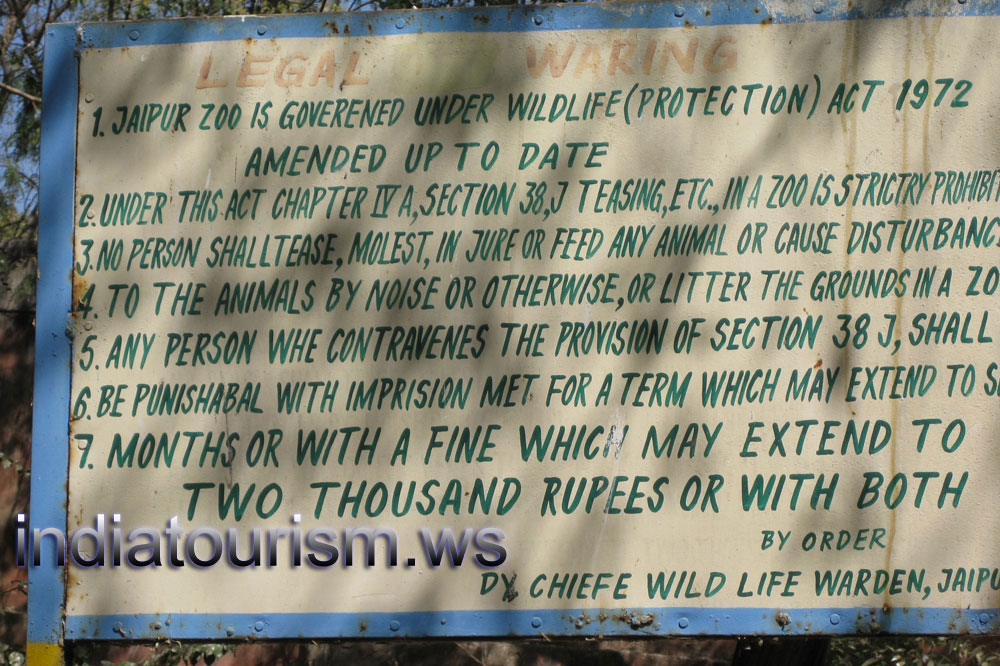 LEGAL WARING
1. JAIPUR ZOO IS GOVERENED UNDER WILDLIFE (PROTECTION) ACT 1972
AMENDED UP TO DATE
2. UNDER THIS ACT CHAPTER IV A, SECTION 38,J TEASING, ETC., IN A ZOO IS STRICTRY PROHIBIT
3. NO PERSON SHALLTEASE, MOLEST, IN JURE OR FEED ANY ANIMAL OR CAUSE DISTURBANC
4. TO THE ANIMALS BY NOISE OR OTHERWISE, OR LITTER THE GROUNDS IN A ZO
5. ANY PERSON WHE CONTRAVENES THE PROVISION OF SECTION 38 J, SHALL
6. BE PUNISHABAL WITH IMPRISION MET FOR A TERM WHICH MAY EXTEND TO S
7. MONTHS OR WITH A FINE WHICH MAY EXTEND TO
TWO THOUSAND RUPEES OR WITH BOTH
BY ORDER
indiatourism.ws
DY. CHIEFE WILD LIFE WARDEN, JAIPU